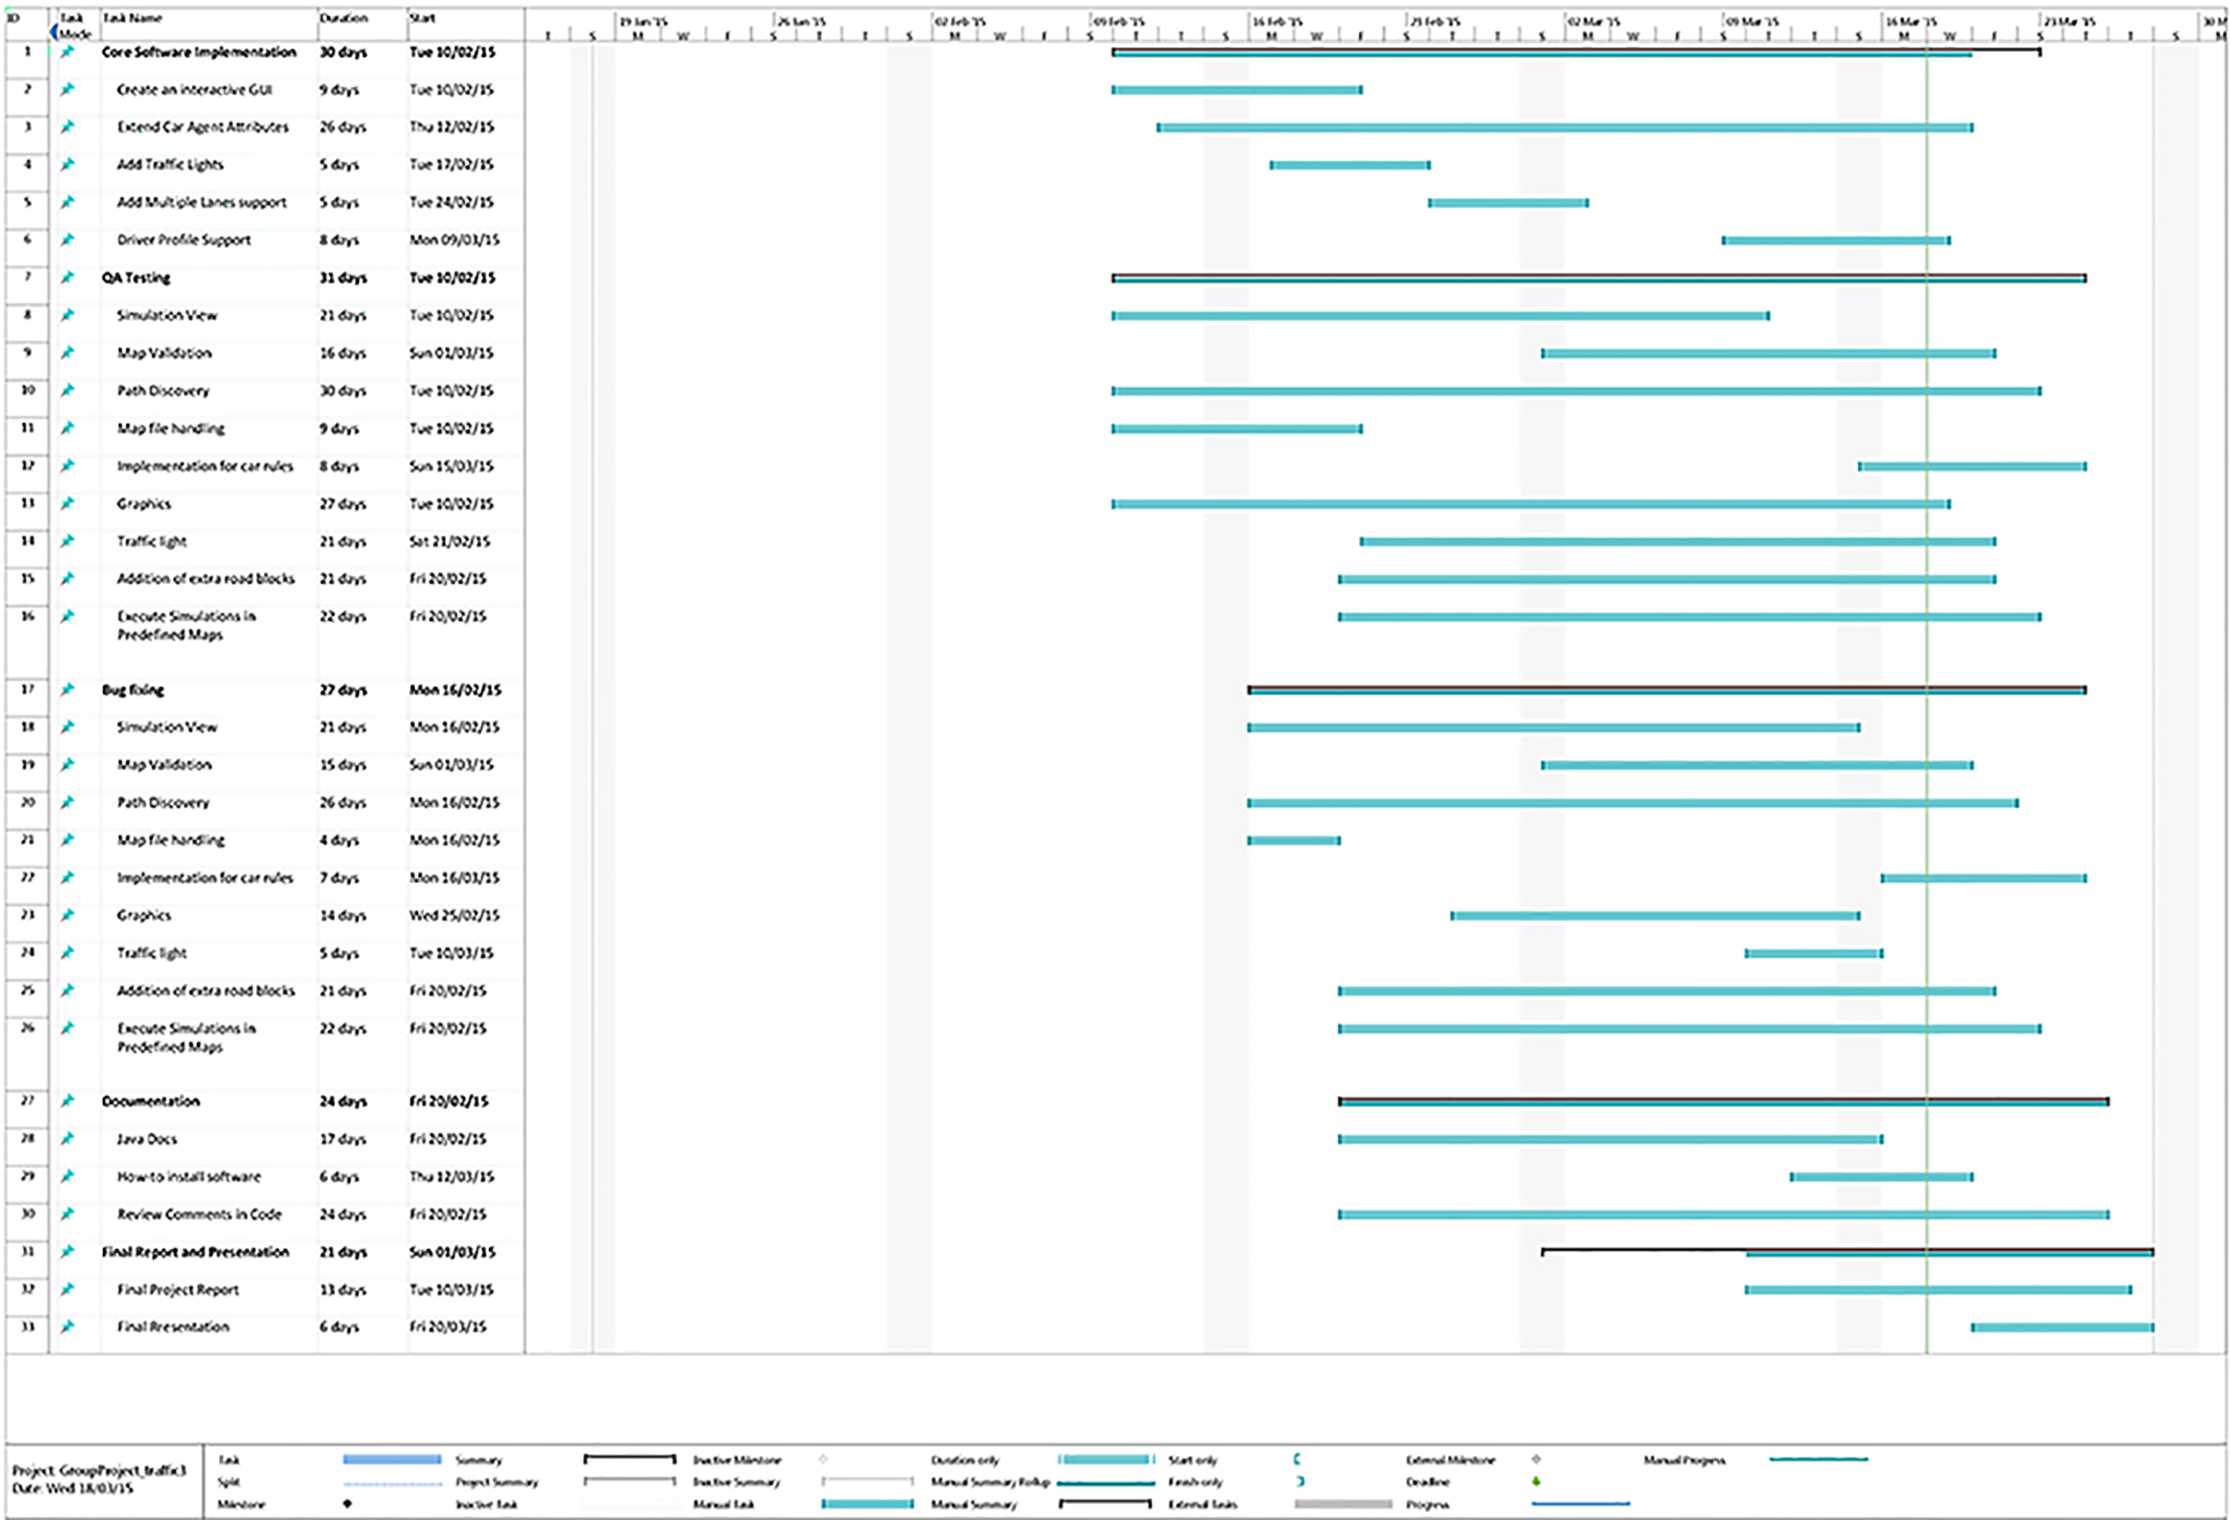 ID Task Mode Task Name Duration Start 19 Jan '15 26 Jan '15 02 Feb '15 09 Feb '15 16 Feb '15 23 Feb '15 02 Mar '15 09 Mar '15 16 Mar '15 23 Mar '15 30 M
T S M W F S T T S M W F S T T S M W F S T T S M W F S T T S M W F S T T S M
1 Core Software Implementation 30 days Tue 10/02/15
2 Create an interactive GUI 9 days Tue 10/02/15
3 Extend Car Agent Attributes 26 days Thu 12/02/15
4 Add Traffic Lights 5 days Tue 17/02/15
5 Add Multiple Lanes support 5 days Tue 24/02/15
6 Driver Profile Support 8 days Mon 09/03/15
7 QA Testing 31 days Tue 10/02/15
8 Simulation View 21 days Tue 10/02/15
9 Map Validation 16 days Sun 01/03/15
10 Path Discovery 30 days Tue 10/02/15
11 Map file handling 9 days Tue 10/02/15
12 Implementation for car rules 8 days Sun 15/03/15
13 Graphics 27 days Tue 10/02/15
14 Traffic light 21 days Sat 21/02/15
15 Addition of extra road blocks 21 days Fri 20/02/15
16 Execute Simulations in 22 days Fri 20/02/15
Predefined Maps
17 Bug fixing 27 days Mon 16/02/15
18 Simulation View 21 days Mon 16/02/15
19 Map Validation 15 days Sun 01/03/15
20 Path Discovery 26 days Mon 16/02/15
21 Map file handling 4 days Mon 16/02/15
22 Implementation for car rules 7 days Mon 16/03/15
23 Graphics 14 days Wed 25/02/15
24 Traffic light 5 days Tue 10/03/15
25 Addition of extra road blocks 21 days Fri 20/02/15
26 Execute Simulations in 22 days Fri 20/02/15
Predefined Maps
27 Documentation 24 days Fri 20/02/15
28 Java Docs 17 days Fri 20/02/15
29 How-to install software 6 days Thu 12/03/15
30 Review Comments in Code 24 days Fri 20/02/15
31 Final Report and Presentation 21 days Sun 01/03/15
32 Final Project Report 13 days Tue 10/03/15
33 Final Presentation 6 days Fri 20/03/15
Project: GroupProject_traffic3
Date: Wed 18/03/15
Task Summary Inactive Milestone Duration-only Start-only External Milestone Manual Progress
Split Project Summary Inactive Summary Manual Summary Rollup Finish-only Deadline
Milestone Inactive Task Manual Task Manual Summary External Tasks Progress